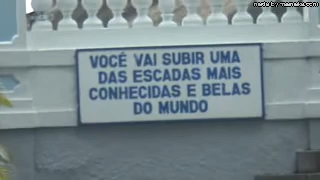 VOCÊ VAI SUBIR UMA
DAS ESCADAS MAIS
CONHECIDAS E BELAS
DO MUNDO